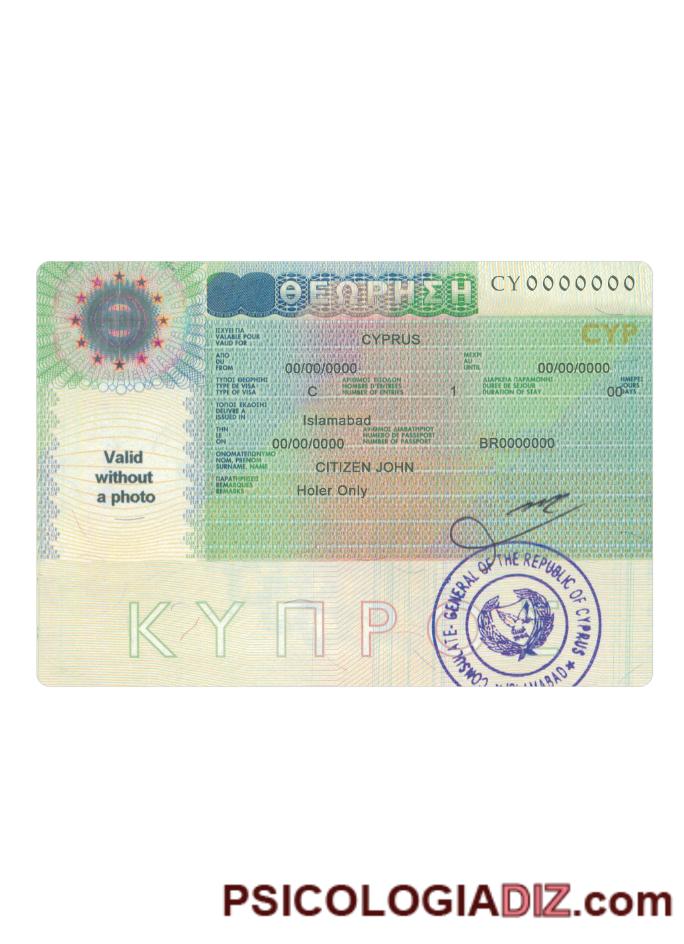 ΘΕΩΡΗΣΗ CY0000000
ΙΣΧΥΕΙ ΓΙΑ
VALABLE POUR
VALID FOR
CYPRUS
CYP
ΑΠΟ
DU
FROM
00/00/0000
ΜΕΧΡΙ
AU
UNTIL
00/00/0000
ΤΥΠΟΣ ΘΕΩΡΗΣΗΣ
TYPE DE VISA
TYPE OF VISA
C
ΑΡΙΘΜΟΣ ΕΙΣΟΔΩΝ
NOMBRE D'ENTREES
NUMBER OF ENTRIES
1
ΔΙΑΡΚΕΙΑ ΠΑΡΑΜΟΝΗΣ
DUREE DE SEJOUR
DURATION OF STAY
00
ΗΜΕΡΕΣ
JOURS
DAYS
ΤΟΠΟΣ ΕΚΔΟΣΗΣ
DELIVRE A
ISSUED IN
Islamabad
ΤΗΝ
LE
ON
00/00/0000
ΑΡΙΘΜΟΣ ΔΙΑΒΑΤΗΡΙΟΥ
NUMERO DE PASSEPORT
NUMBER OF PASSPORT
BR0000000
ΟΝΟΜΑΤΕΠΩΝΥΜΟ
NOM, PRENOM
SURNAME, NAME
CITIZEN JOHN
ΠΑΡΑΤΗΡΗΣΕΙΣ
REMARQUES
REMARKS
Holer Only
Valid
without
a photo
ΚΥΠΡ
CONSULATE-GENERAL OF THE REPUBLIC OF CYPRUS
★ ISLAMABAD ★
PSICOLOGIADIZ.com